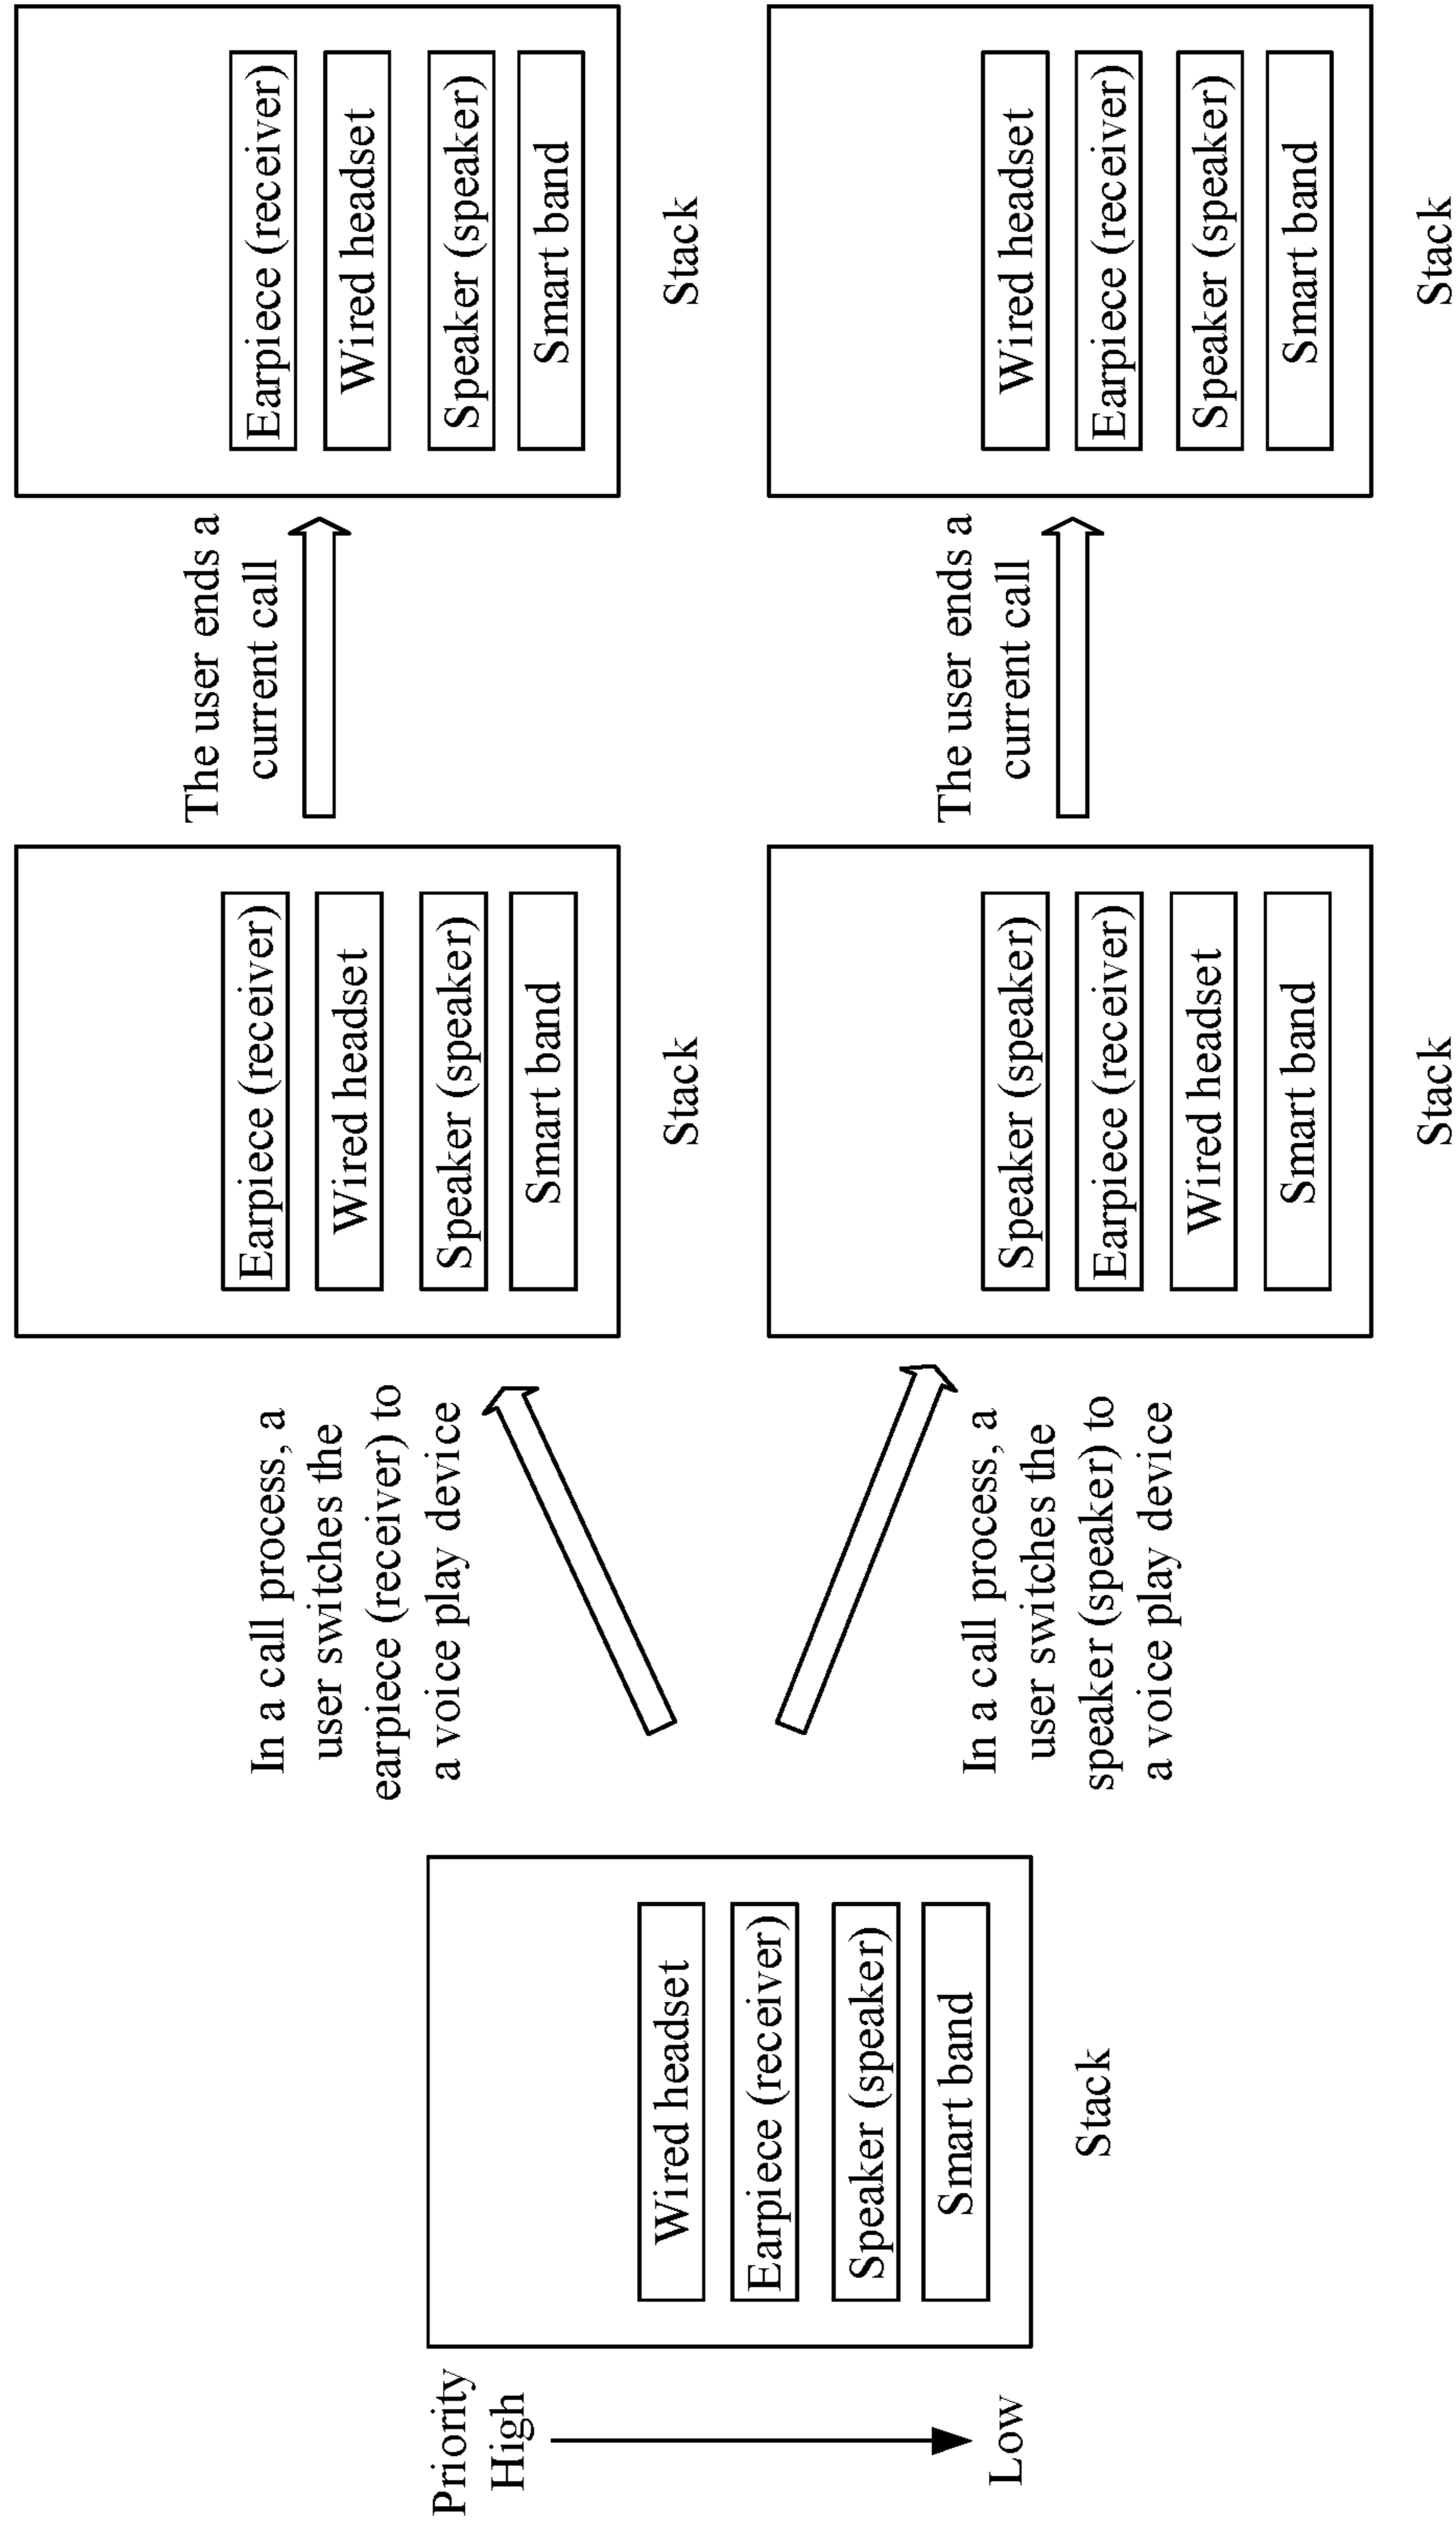 Priority
High
Low
Wired headset
Earpiece (receiver)
Speaker (speaker)
Smart band
Stack
In a call process, a
user switches the
earpiece (receiver) to
a voice play device
Earpiece (receiver)
Wired headset
Speaker (speaker)
Smart band
Stack
The user ends a
current call
Earpiece (receiver)
Wired headset
Speaker (speaker)
Smart band
Stack
In a call process, a
user switches the
speaker (speaker) to
a voice play device
Speaker (speaker)
Earpiece (receiver)
Wired headset
Smart band
Stack
The user ends a
current call
Wired headset
Earpiece (receiver)
Speaker (speaker)
Smart band
Stack